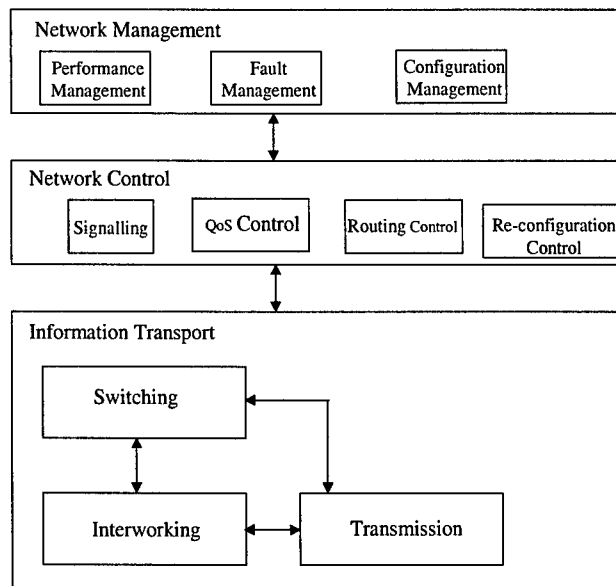 Network Management
Performance
Management
Fault
Management
Configuration
Management
Network Control
Signalling
QoS Control
Routing Control
Re-configuration
Control
Information Transport
Switching
Interworking
Transmission